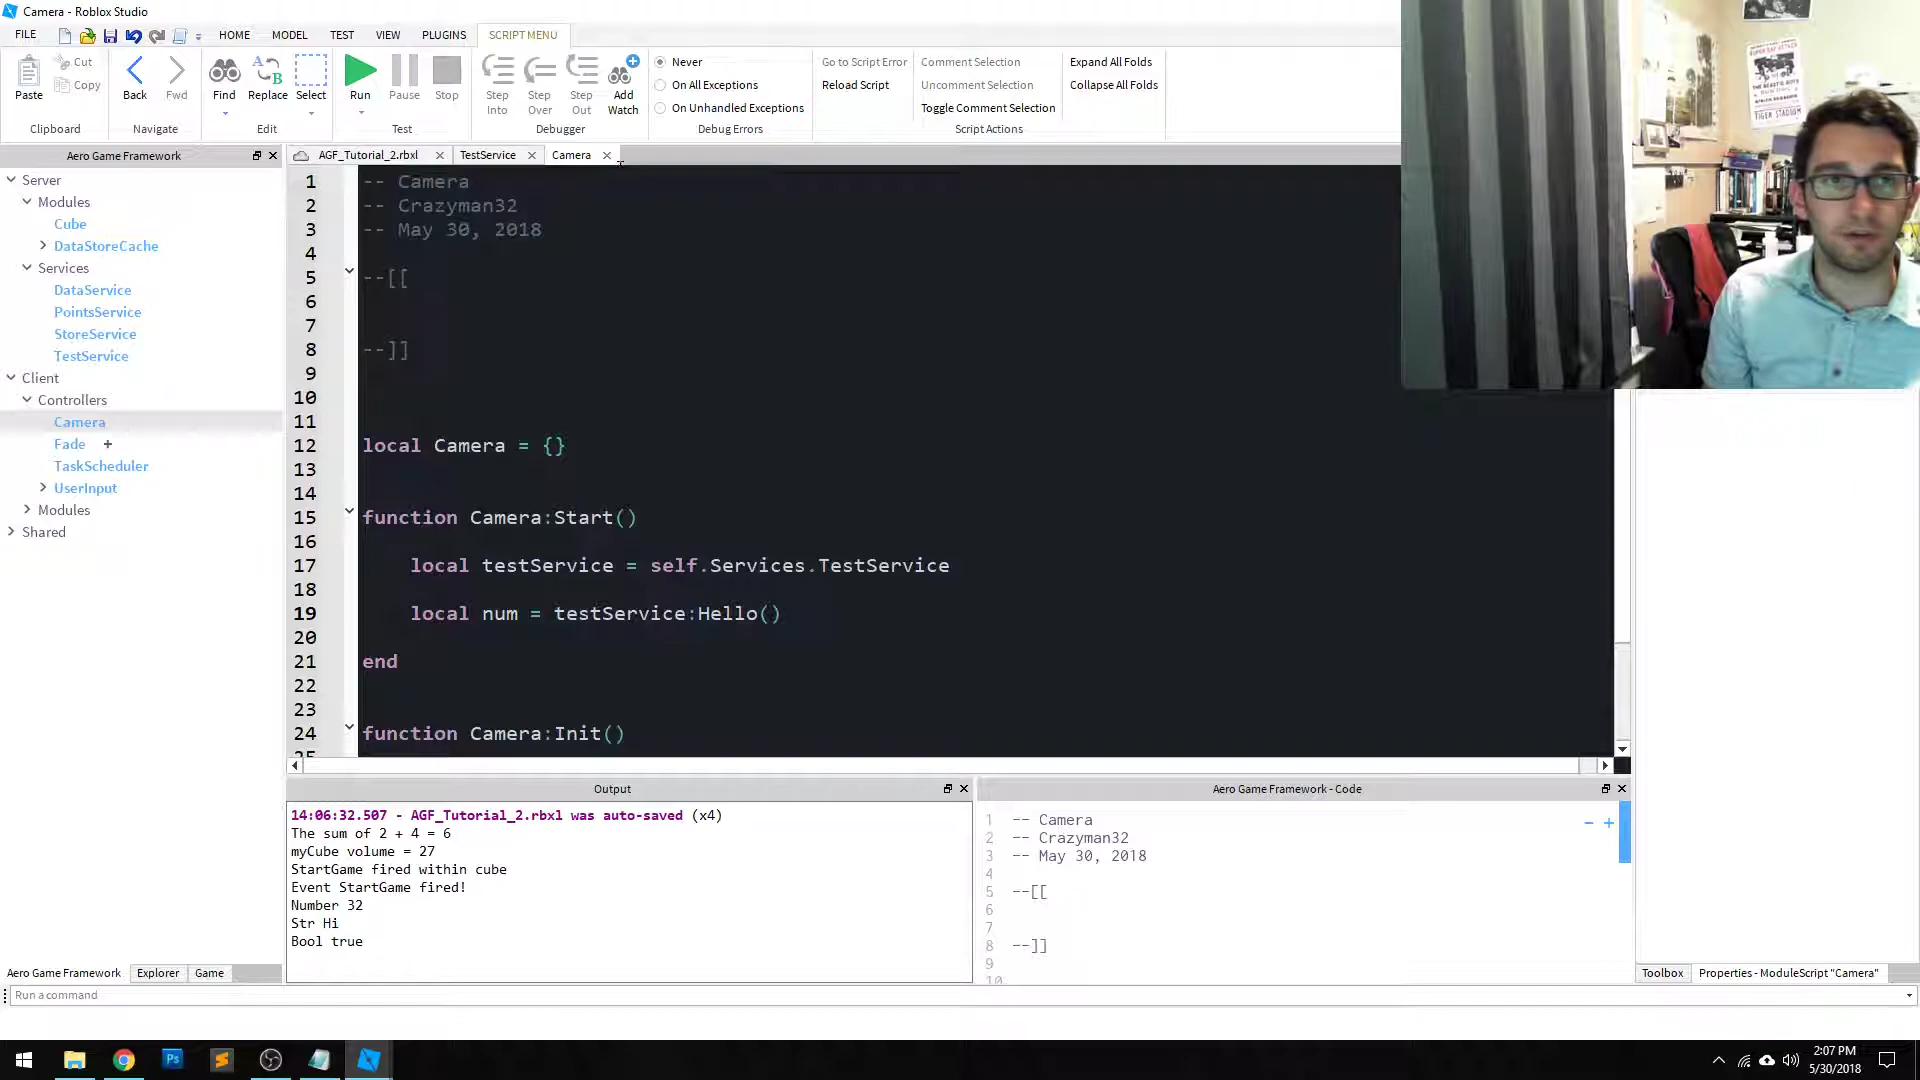 Camera - Roblox Studio
FILE
HOME
MODEL
TEST
VIEW
PLUGINS
SCRIPT MENU
Paste
Cut
Copy
Clipboard
Back
Fwd
Navigate
Find
Replace
Select
Edit
Run
Pause
Stop
Test
Step Into
Step Over
Step Out
Add Watch
Debugger
Never
On All Exceptions
On Unhandled Exceptions
Debug Errors
Go to Script Error
Reload Script
Comment Selection
Uncomment Selection
Toggle Comment Selection
Script Actions
Expand All Folds
Collapse All Folds
Aero Game Framework
Server
Modules
Cube
DataStoreCache
Services
DataService
PointsService
StoreService
TestService
Client
Controllers
Camera
Fade +
TaskScheduler
UserInput
Modules
Shared
AGF_Tutorial_2.rbxl
TestService
Camera
1 -- Camera
2 -- Crazyman32
3 -- May 30, 2018
4
5 --[[
6
7
8 --]]
9
10
11
12 local Camera = {}
13
14
15 function Camera:Start()
16
17 local testService = self.Services.TestService
18
19 local num = testService:Hello()
20
21 end
22
23
24 function Camera:Init()
25
Output
14:06:32.507 - AGF_Tutorial_2.rbxl was auto-saved (x4)
The sum of 2 + 4 = 6
myCube volume = 27
StartGame fired within cube
Event StartGame fired!
Number 32
Str Hi
Bool true
Aero Game Framework - Code
1 -- Camera
2 -- Crazyman32
3 -- May 30, 2018
4
5 --[[
6
7
8 --]]
9
10
- +
Aero Game Framework
Explorer
Game
Toolbox
Properties - ModuleScript "Camera"
Run a command
2:07 PM
5/30/2018
TIGER STADIUM